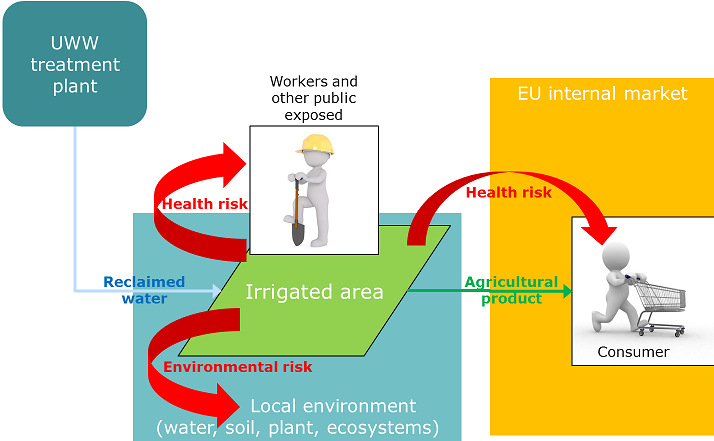 UWW
treatment
plant
Workers and
other public
exposed
EU internal market
Health risk
Health risk
Reclaimed
water
Irrigated area
Agricultural
product
Consumer
Environmental risk
Local environment
(water, soil, plant, ecosystems)